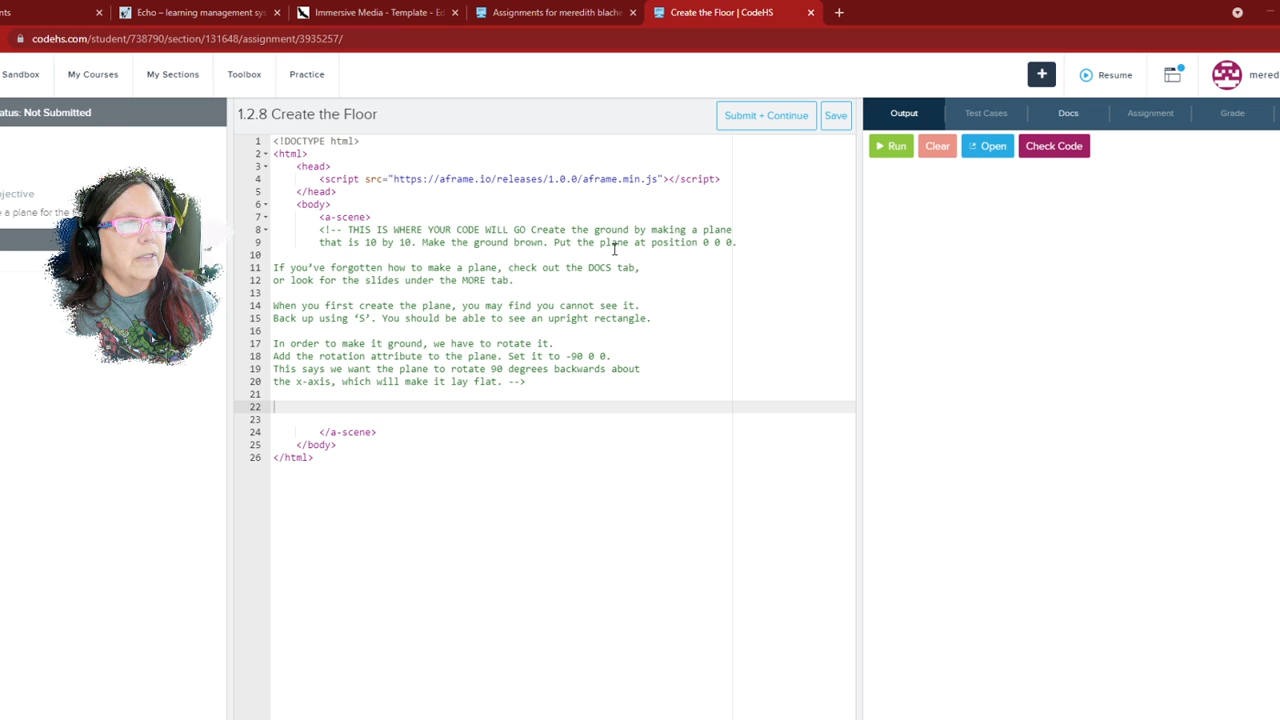 ents
Echo – learning management sys
Immersive Media - Template - Ed
Assignments for meredith blache
Create the Floor | CodeHS
codehs.com/student/738790/section/131648/assignment/3935257/
Sandbox
My Courses
My Sections
Toolbox
Practice
+
Resume
mered
atus: Not Submitted
1.2.8 Create the Floor
Submit + Continue
Save
Output
Test Cases
Docs
Assignment
Grade
Run
Clear
Open
Check Code
ojective
e a plane for the
1 <!DOCTYPE html>
2 <html>
3 <head>
4 <script src="https://aframe.io/releases/1.0.0/aframe.min.js"></script>
5 </head>
6 <body>
7 <a-scene>
8 <!-- THIS IS WHERE YOUR CODE WILL GO Create the ground by making a plane
9 that is 10 by 10. Make the ground brown. Put the plane at position 0 0 0.
10
11 If you’ve forgotten how to make a plane, check out the DOCS tab,
12 or look for the slides under the MORE tab.
13
14 When you first create the plane, you may find you cannot see it.
15 Back up using ‘S’. You should be able to see an upright rectangle.
16
17 In order to make it ground, we have to rotate it.
18 Add the rotation attribute to the plane. Set it to -90 0 0.
19 This says we want the plane to rotate 90 degrees backwards about
20 the x-axis, which will make it lay flat. -->
21
22
23
24 </a-scene>
25 </body>
26 </html>